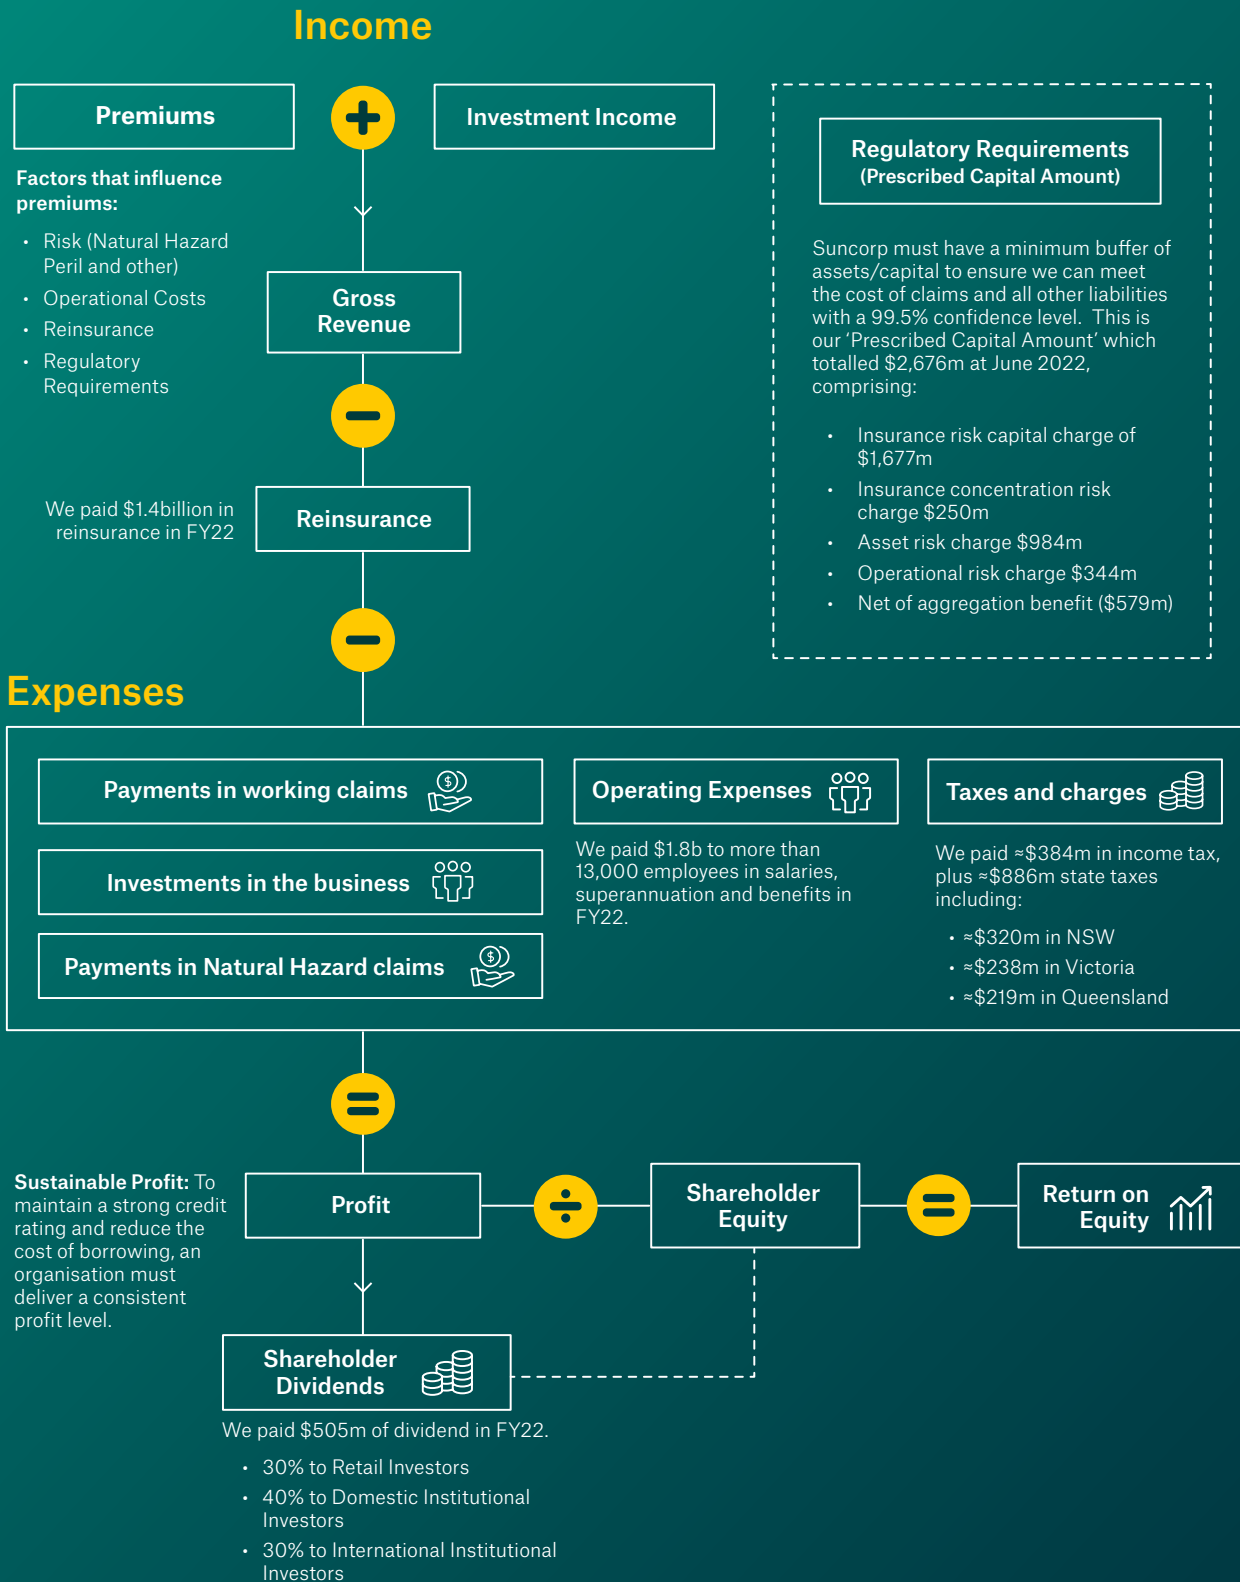 Income
Premiums
Investment Income
Factors that influence
premiums:
• Risk (Natural Hazard
Peril and other)
• Operational Costs
• Reinsurance
• Regulatory
Requirements
Gross
Revenue
We paid $1.4billion in
reinsurance in FY22
Reinsurance
Regulatory Requirements
(Prescribed Capital Amount)
Suncorp must have a minimum buffer of
assets/capital to ensure we can meet
the cost of claims and all other liabilities
with a 99.5% confidence level.  This is
our ‘Prescribed Capital Amount’ which
totalled $2,676m at June 2022,
comprising:
• Insurance risk capital charge of
$1,677m
• Insurance concentration risk
charge $250m
• Asset risk charge $984m
• Operational risk charge $344m
• Net of aggregation benefit ($579m)
Expenses
Payments in working claims
Investments in the business
Payments in Natural Hazard claims
Operating Expenses
We paid $1.8b to more than
13,000 employees in salaries,
superannuation and benefits in
FY22.
Taxes and charges
We paid ≈$384m in income tax,
plus ≈$886m state taxes
including:
• ≈$320m in NSW
• ≈$238m in Victoria
• ≈$219m in Queensland
Sustainable Profit: To
maintain a strong credit
rating and reduce the
cost of borrowing, an
organisation must
deliver a consistent
profit level.
Profit
Shareholder
Equity
Return on
Equity
Shareholder
Dividends
We paid $505m of dividend in FY22.
• 30% to Retail Investors
• 40% to Domestic Institutional
Investors
• 30% to International Institutional
Investors